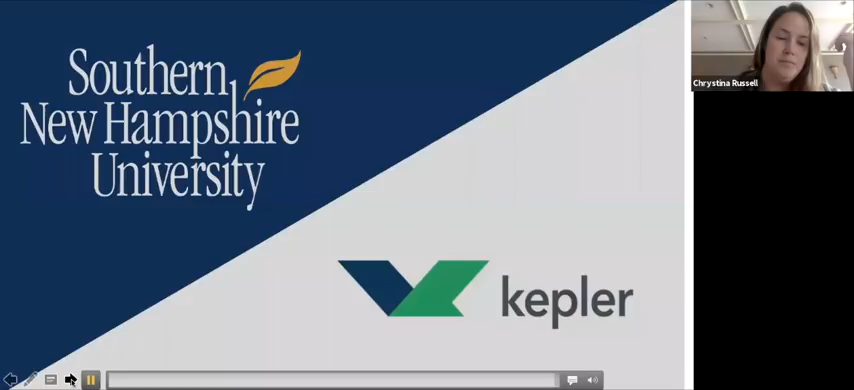 Southern
New Hampshire
University
kepler
Chrystina Russell